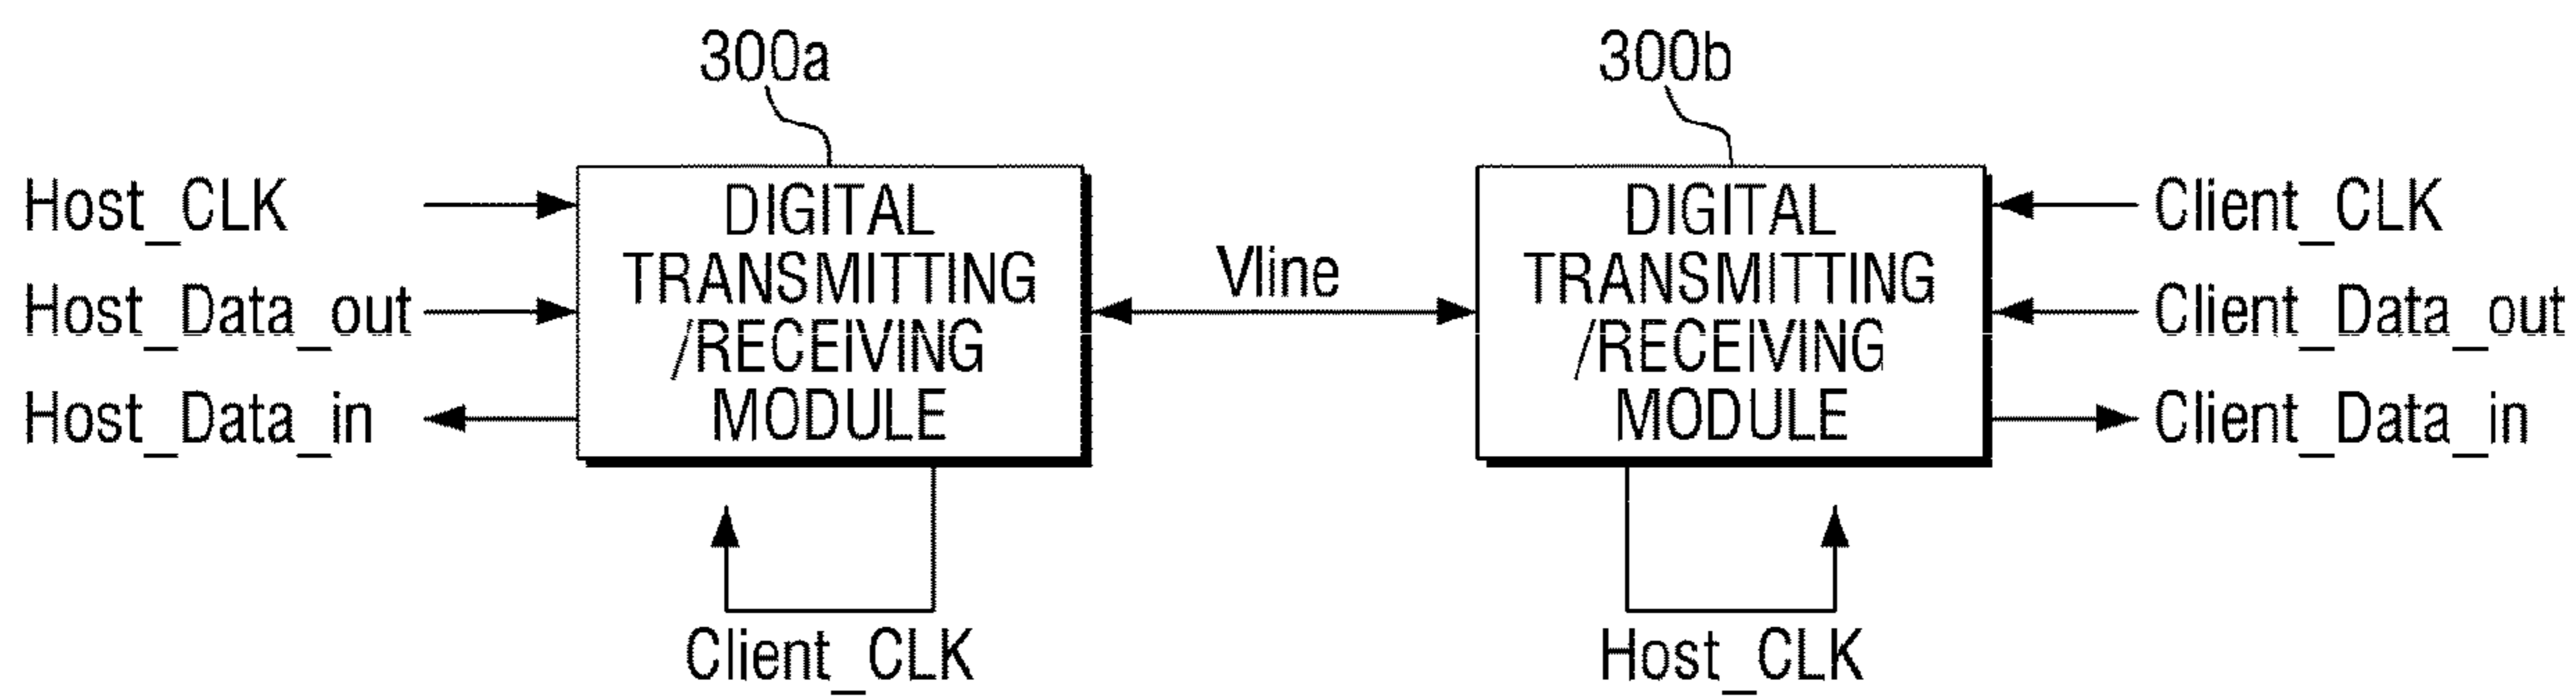 300a
300b
Host_CLK
Host_Data_out
Host_Data_in
DIGITAL
TRANSMITTING
/RECEIVING
MODULE
Vline
DIGITAL
TRANSMITTING
/RECEIVING
MODULE
Client_CLK
Client_Data_out
Client_Data_in
Client_CLK
Host_CLK